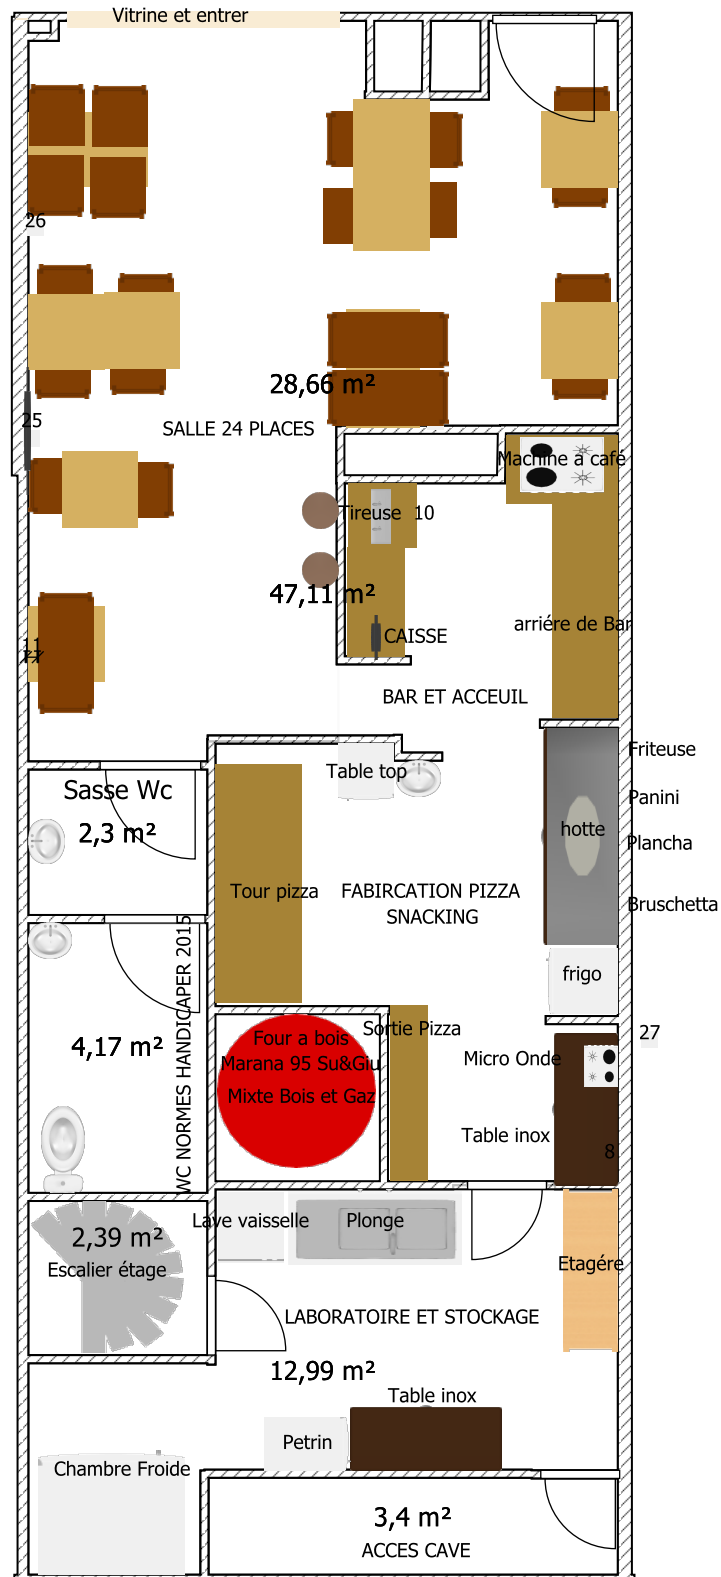 Vitrine et entrer
26
28,66 m²
25
SALLE 24 PLACES
Machine a café
Tireuse 10
47,11 m²
arriére de Bar
CAISSE
11
BAR ET ACCEUIL
Friteuse
Table top
Sasse Wc
Panini
2,3 m²
hotte
Plancha
Tour pizza
FABIRCATION PIZZA
SNACKING
Bruschetta
frigo
WC NORMES HANDICAPER 2015
4,17 m²
Sortie Pizza
27
Four a bois
Marana 95 Su&Giu
Mixte Bois et Gaz
Micro Onde
Table inox
8
Lave vaisselle
Plonge
2,39 m²
Escalier étage
Etagére
LABORATOIRE ET STOCKAGE
12,99 m²
Table inox
Petrin
Chambre Froide
3,4 m²
ACCES CAVE